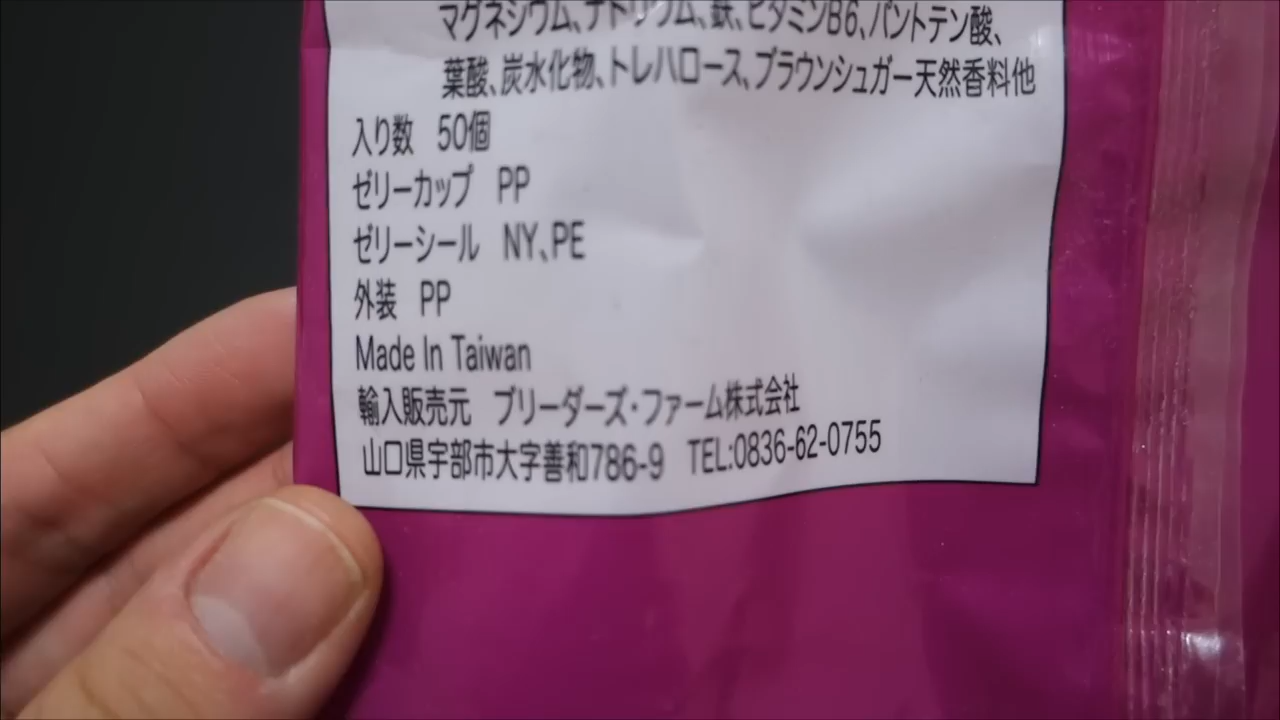 マグネシウム、ナトリウム、鉄、ビタミンB6、パントテン酸、
葉酸、炭水化物、トレハロース、ブラウンシュガー天然香料他
入り数 50個
ゼリーカップ PP
ゼリーシール NY、PE
外装 PP
Made In Taiwan
輸入販売元 ブリーダーズ・ファーム株式会社
山口県宇部市大字善和786-9 TEL:0836-62-0755